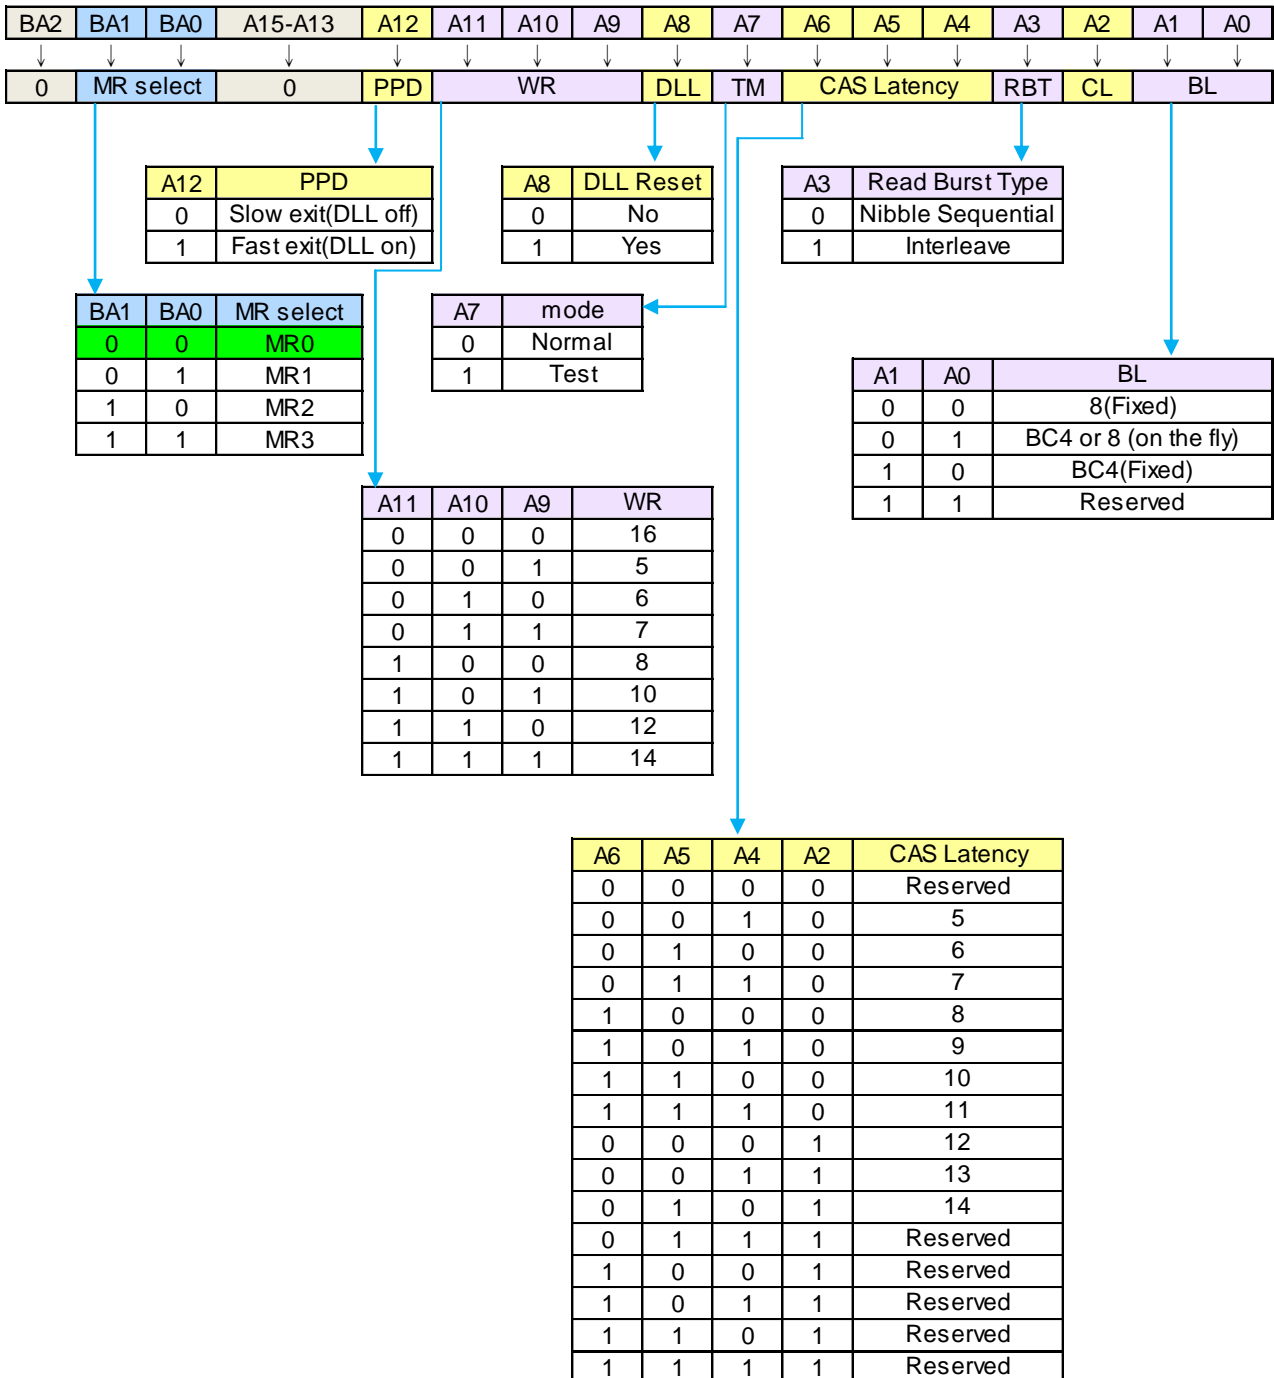 BA2 BA1 BA0 A15-A13 A12 A11 A10 A9 A8 A7 A6 A5 A4 A3 A2 A1 A0
0 MR select 0 PPD WR DLL TM CAS Latency RBT CL BL
A12 PPD
0 Slow exit(DLL off)
1 Fast exit(DLL on)
A8 DLL Reset
0 No
1 Yes
A3 Read Burst Type
0 Nibble Sequential
1 Interleave
BA1 BA0 MR select
0 0 MR0
0 1 MR1
1 0 MR2
1 1 MR3
A7 mode
0 Normal
1 Test
A1 A0 BL
0 0 8(Fixed)
0 1 BC4 or 8 (on the fly)
1 0 BC4(Fixed)
1 1 Reserved
A11 A10 A9 WR
0 0 0 16
0 0 1 5
0 1 0 6
0 1 1 7
1 0 0 8
1 0 1 10
1 1 0 12
1 1 1 14
A6 A5 A4 A2 CAS Latency
0 0 0 0 Reserved
0 0 1 0 5
0 1 0 0 6
0 1 1 0 7
1 0 0 0 8
1 0 1 0 9
1 1 0 0 10
1 1 1 0 11
0 0 0 1 12
0 0 1 1 13
0 1 0 1 14
0 1 1 1 Reserved
1 0 0 1 Reserved
1 0 1 1 Reserved
1 1 0 1 Reserved
1 1 1 1 Reserved